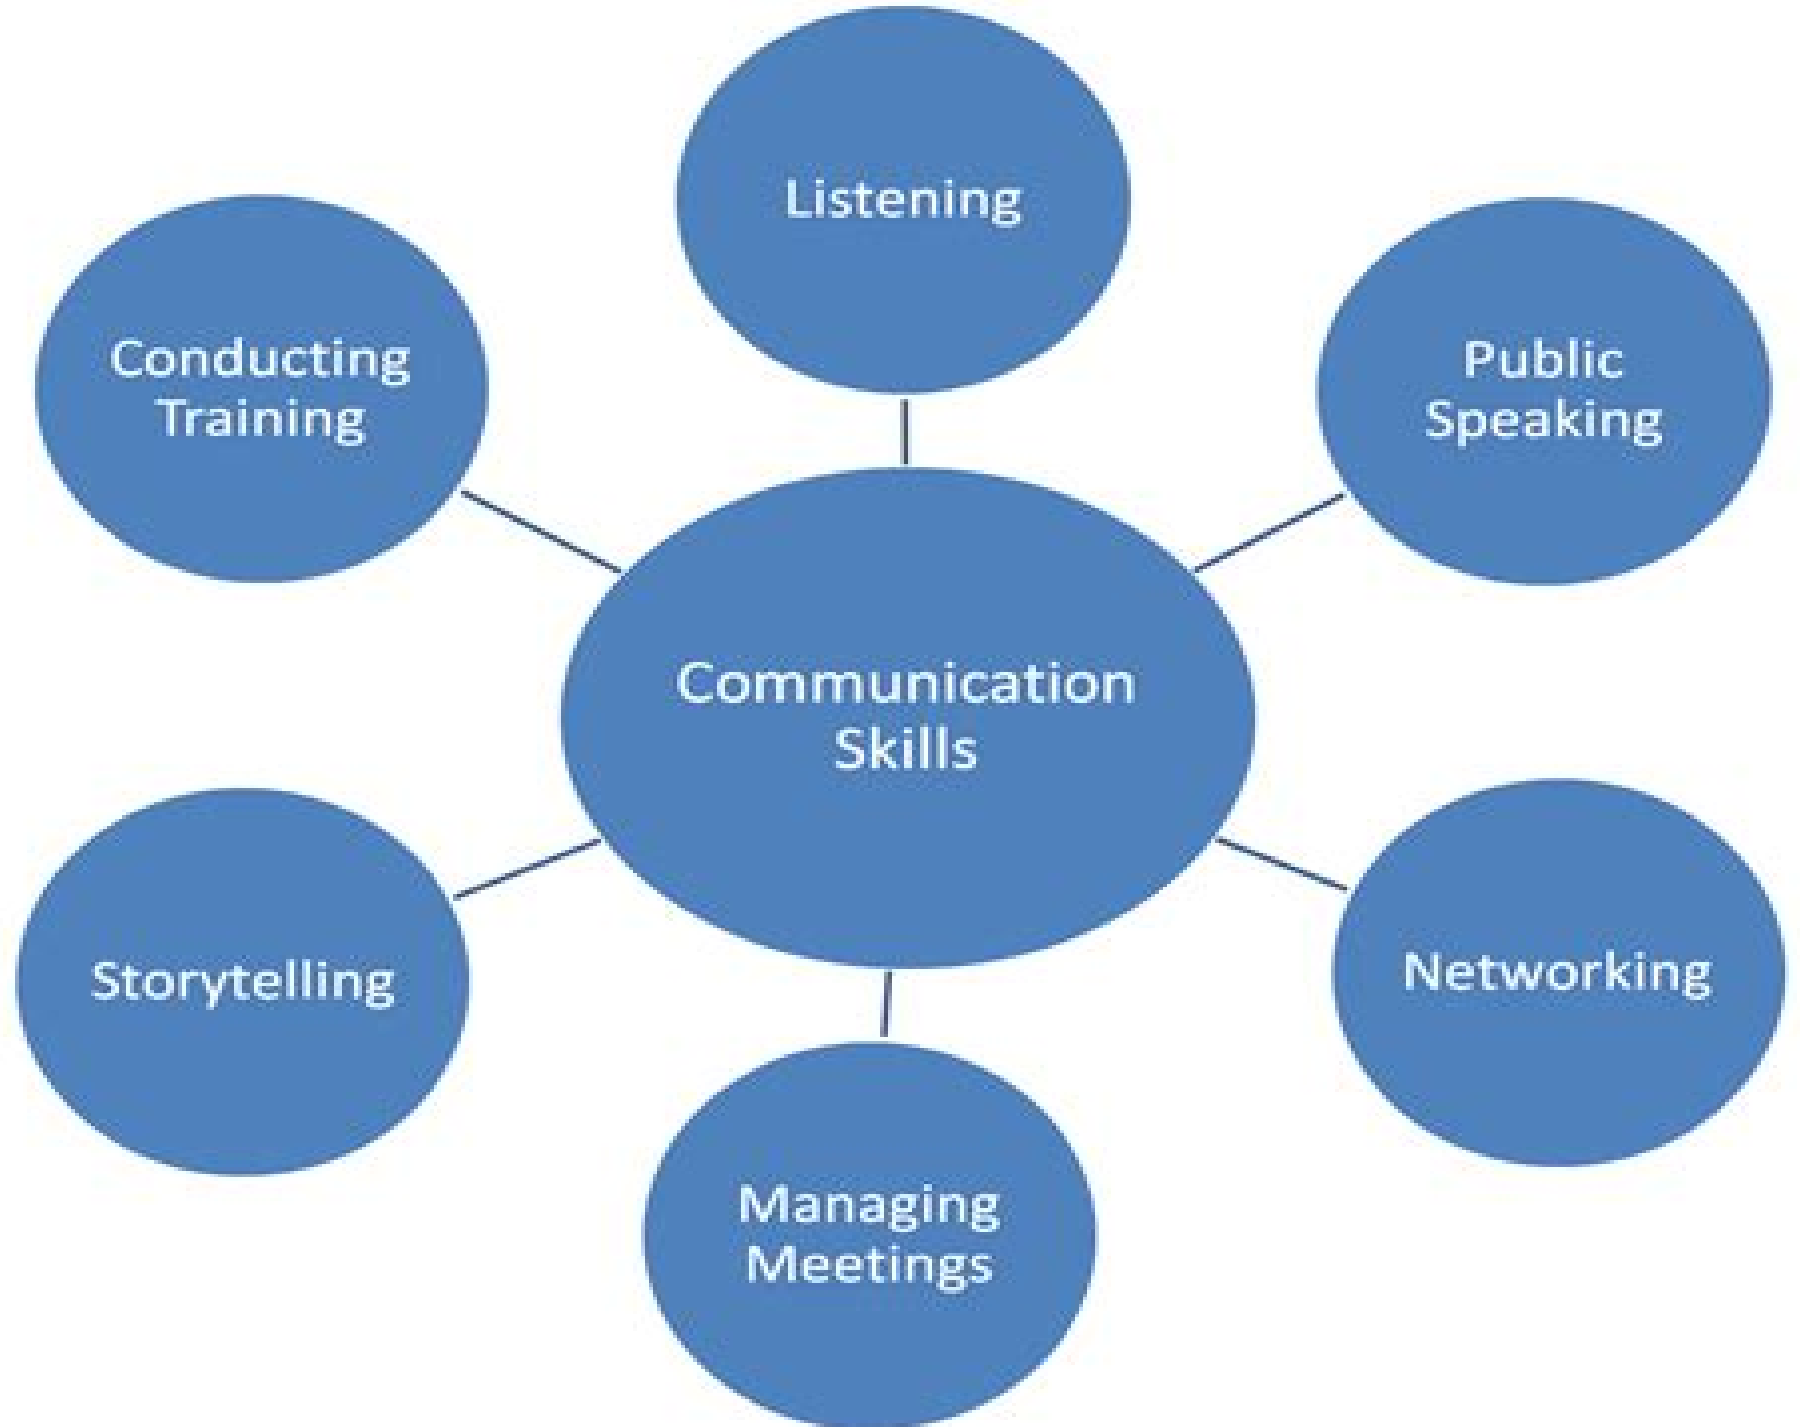 Listening
Conducting
Training
Public
Speaking
Communication
Skills
Storytelling
Networking
Managing
Meetings